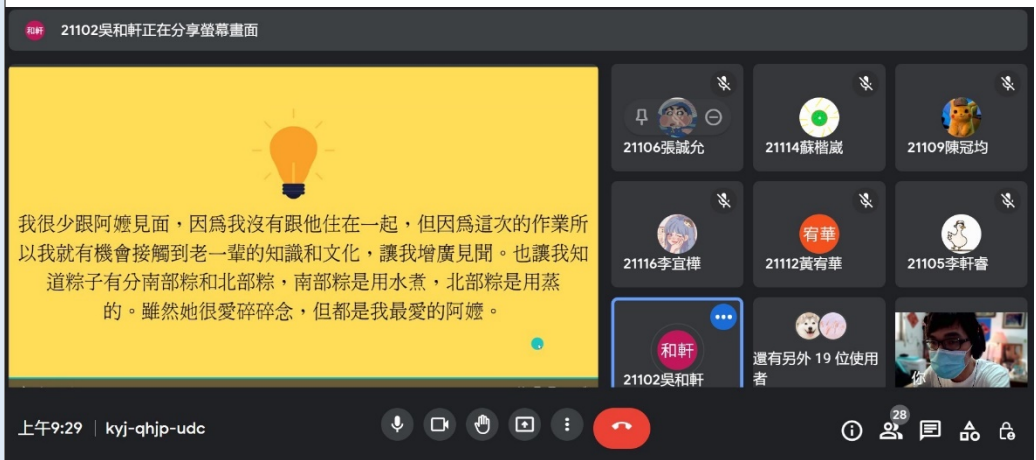 和軒
21102吳和軒正在分享螢幕畫面
我很少跟阿嬤見面，因為我沒有跟他住在一起，但因為這次的作業所
以我就有機會接觸到老一輩的知識和文化，讓我增廣見聞。也讓我知
道粽子有分南部粽和北部粽，南部粽是用水煮，北部粽是用蒸
的。雖然她很愛碎碎念，但都是我最愛的阿嬤。
21106張誠允
21114蘇楷崴
21109陳冠均
21116李宜樺
宥華
21112黃宥華
21105李軒睿
和軒
21102吳和軒
還有另外 19 位使用
者
你
上午9:29
kyj-qhjp-udc
28